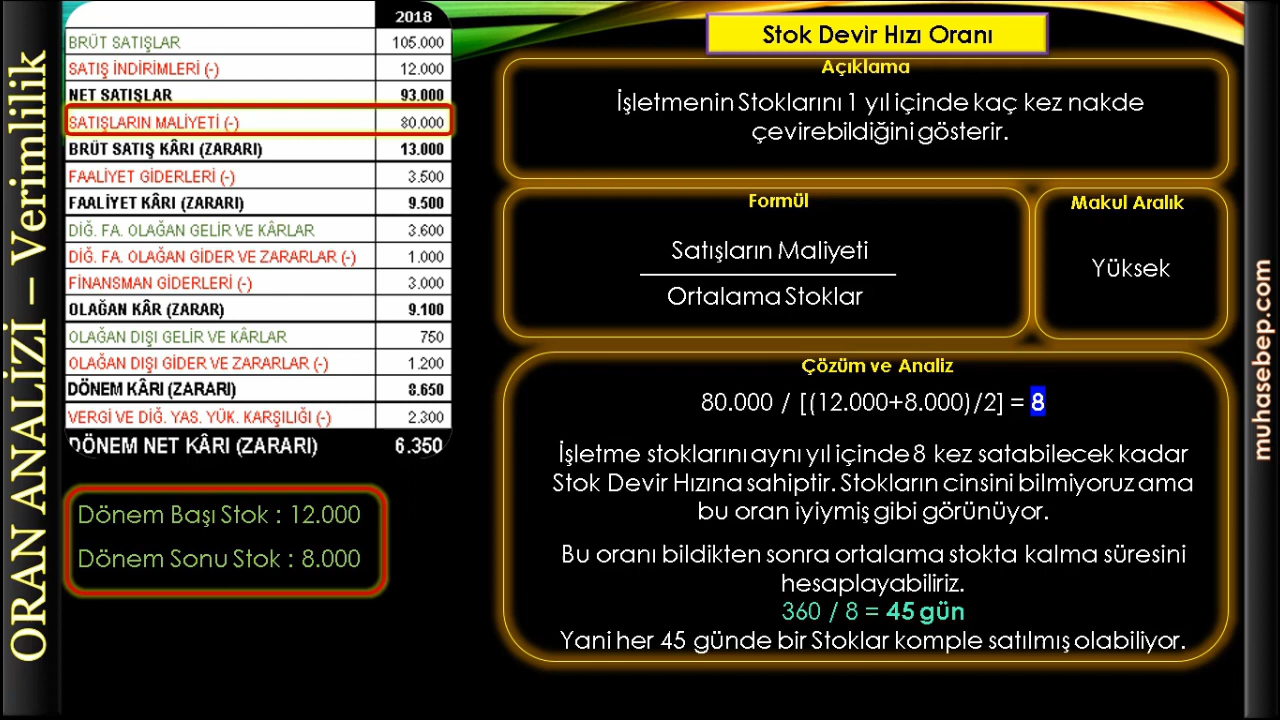 ORAN ANALİZİ – Verimlilik
2018
BRÜT SATIŞLAR 105.000
SATIŞ İNDİRİMLERİ (-) 12.000
NET SATIŞLAR 93.000
SATIŞLARIN MALİYETİ (-) 80.000
BRÜT SATIŞ KÂRI (ZARARI) 13.000
FAALİYET GİDERLERİ (-) 3.500
FAALİYET KÂRI (ZARARI) 9.500
DİĞ. FA. OLAĞAN GELİR VE KÂRLAR 3.600
DİĞ. FA. OLAĞAN GİDER VE ZARARLAR (-) 1.000
FİNANSMAN GİDERLERİ (-) 3.000
OLAĞAN KÂR (ZARAR) 9.100
OLAĞAN DIŞI GELİR VE KÂRLAR 750
OLAĞAN DIŞI GİDER VE ZARARLAR (-) 1.200
DÖNEM KÂRI (ZARARI) 8.650
VERGİ VE DİĞ. YAS. YÜK. KARŞILIĞI (-) 2.300
DÖNEM NET KÂRI (ZARARI) 6.350
Dönem Başı Stok : 12.000
Dönem Sonu Stok : 8.000
Stok Devir Hızı Oranı
Açıklama
İşletmenin Stoklarını 1 yıl içinde kaç kez nakde
çevirebildiğini gösterir.
Formül
Satışların Maliyeti
Ortalama Stoklar
Makul Aralık
Yüksek
Çözüm ve Analiz
80.000 / [(12.000+8.000)/2] = 8
İşletme stoklarını aynı yıl içinde 8 kez satabilecek kadar
Stok Devir Hızına sahiptir. Stokların cinsini bilmiyoruz ama
bu oran iyiymiş gibi görünüyor.
Bu oranı bildikten sonra ortalama stokta kalma süresini
hesaplayabiliriz.
360 / 8 = 45 gün
Yani her 45 günde bir Stoklar komple satılmış olabiliyor.
muhasebep.com